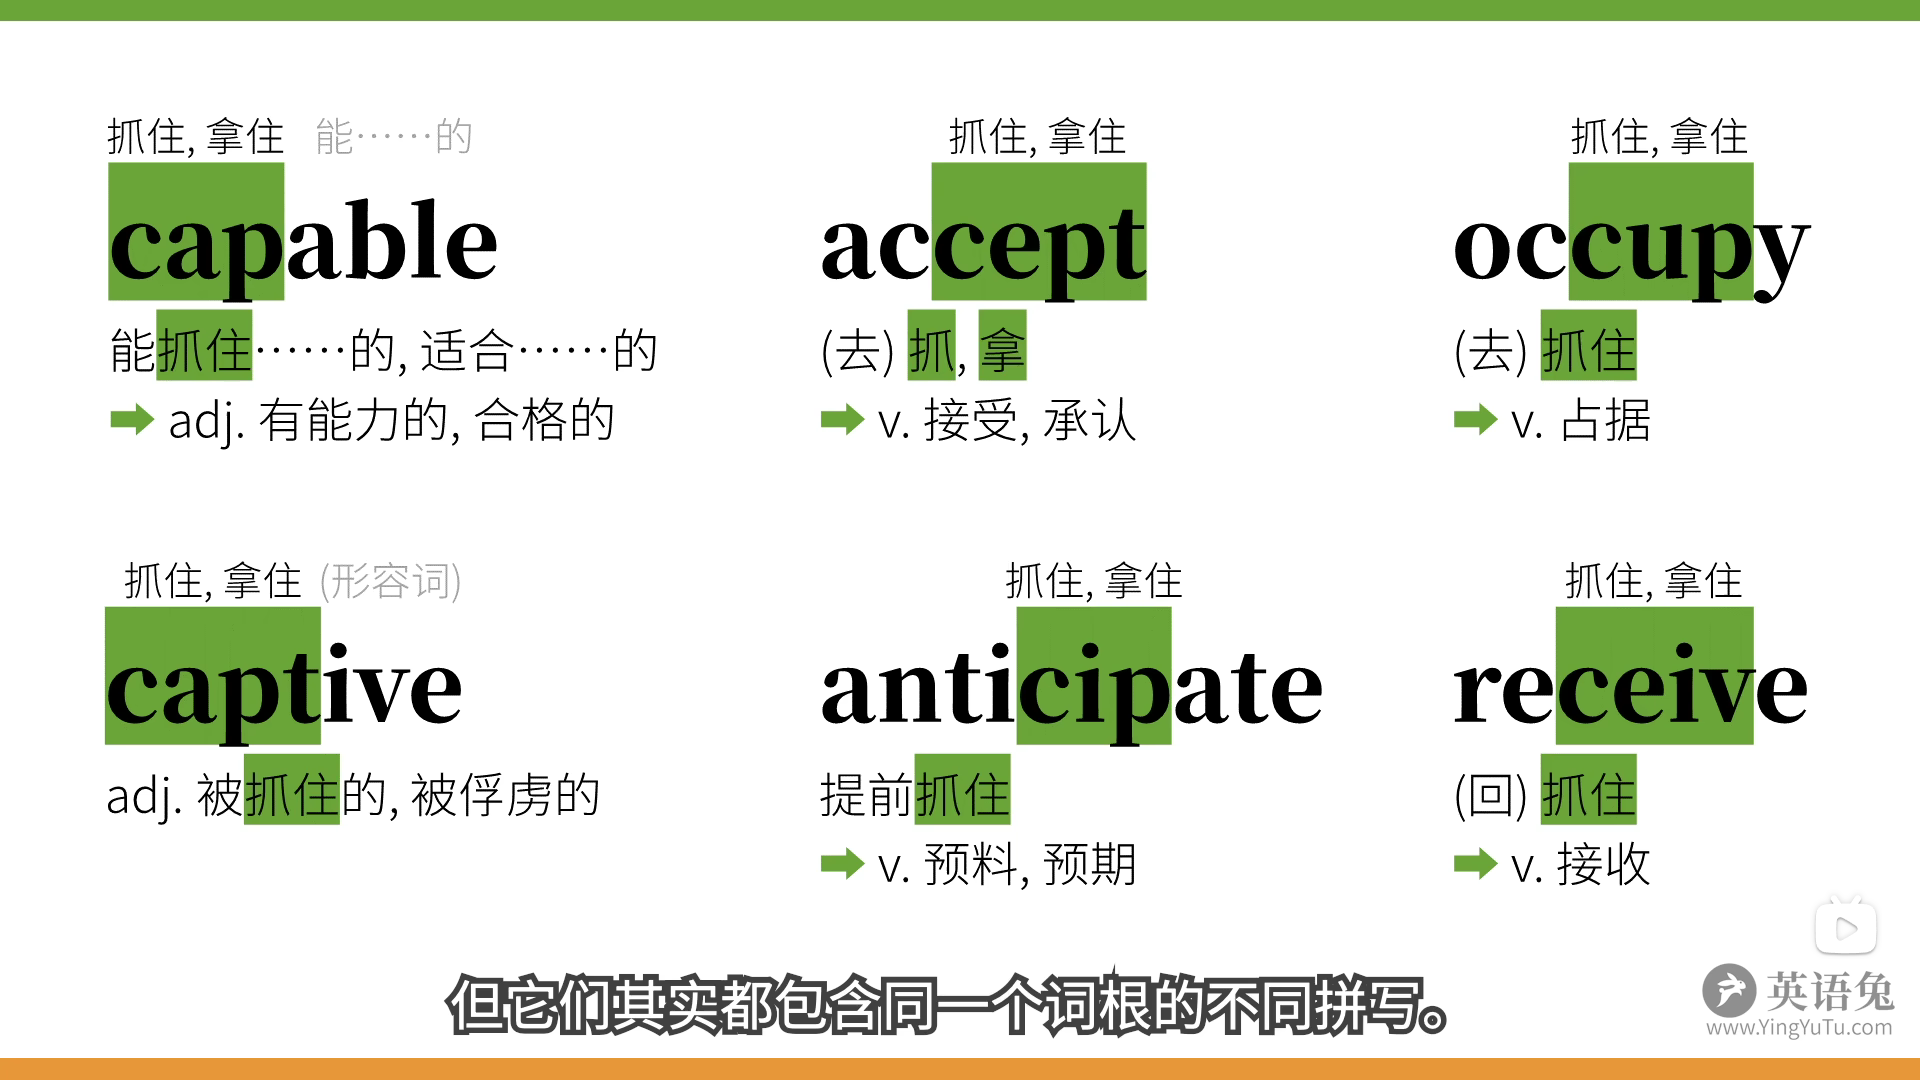 抓住, 拿住 能……的
capable
能抓住……的, 适合……的
adj. 有能力的, 合格的
抓住, 拿住
accept
(去) 抓, 拿
v. 接受, 承认
抓住, 拿住
occupy
(去) 抓住
v. 占据
抓住, 拿住 (形容词)
captive
adj. 被抓住的, 被俘虏的
抓住, 拿住
anticipate
提前抓住
v. 预料, 预期
抓住, 拿住
receive
(回) 抓住
v. 接收
但它们其实都包含同一个词根的不同拼写。
英语兔
www.YingYuTu.com